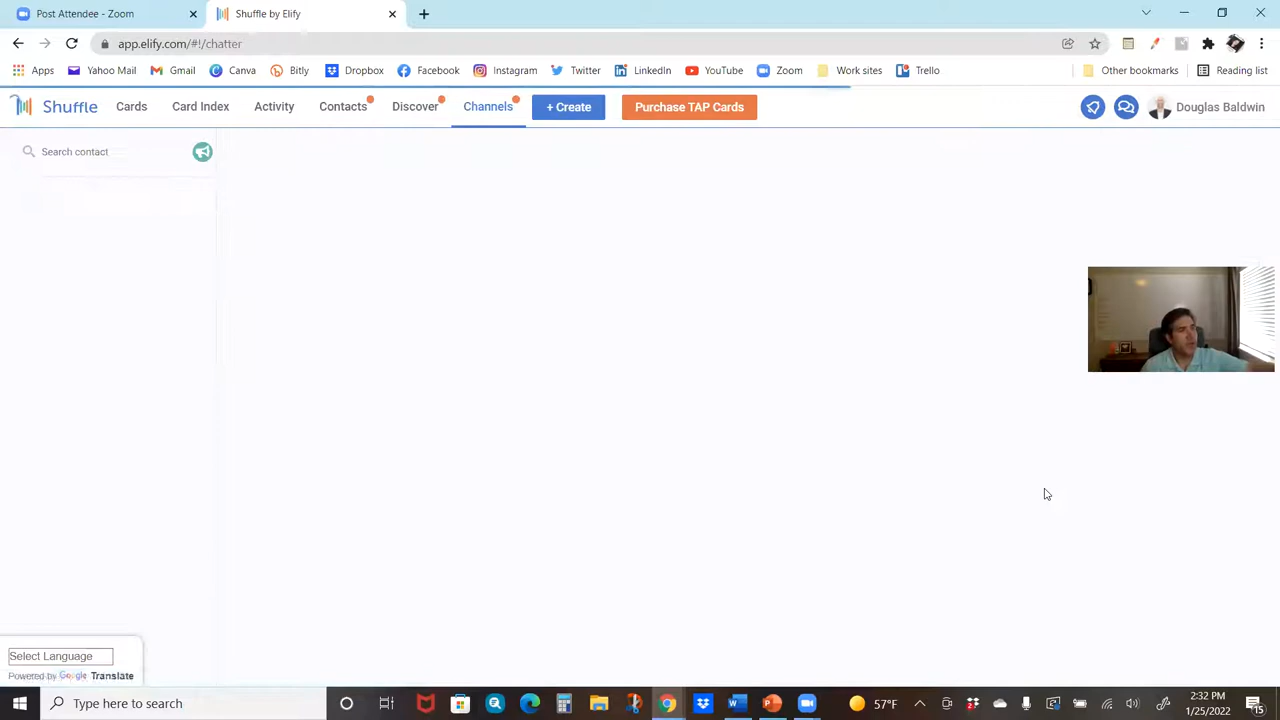 Post Attendee - Zoom
Shuffle by Elify
app.elify.com/#!/chatter
Apps
Yahoo Mail
Gmail
Canva
Bitly
Dropbox
Facebook
Instagram
Twitter
LinkedIn
YouTube
Zoom
Work sites
Trello
Other bookmarks
Reading list
Shuffle
Cards
Card Index
Activity
Contacts
Discover
Channels
+ Create
Purchase TAP Cards
Douglas Baldwin
Search contact
Select Language
Powered by Google Translate
Type here to search
57°F
2:32 PM
1/25/2022
15